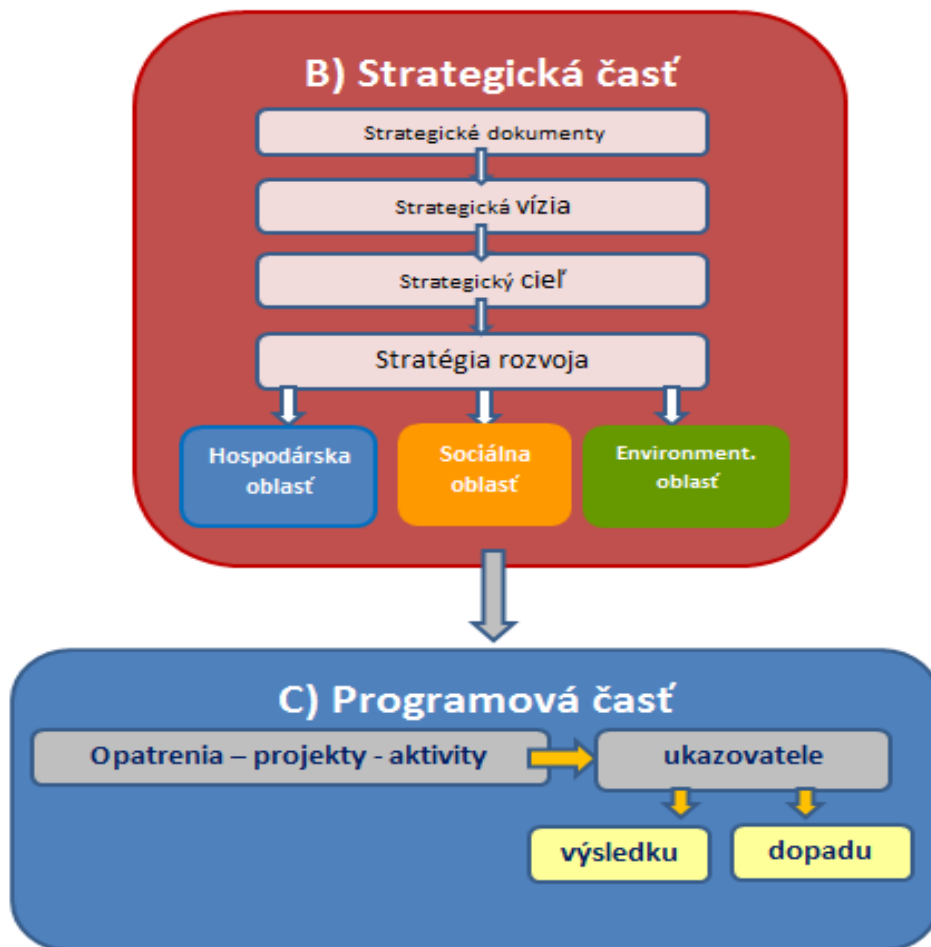 B) Strategická časť
Strategické dokumenty
Strategická vízia
Strategický cieľ
Stratégia rozvoja
Hospodárska
oblasť
Sociálna
oblasť
Environment.
oblasť
C) Programová časť
Opatrenia – projekty - aktivity
ukazovatele
výsledku
dopadu